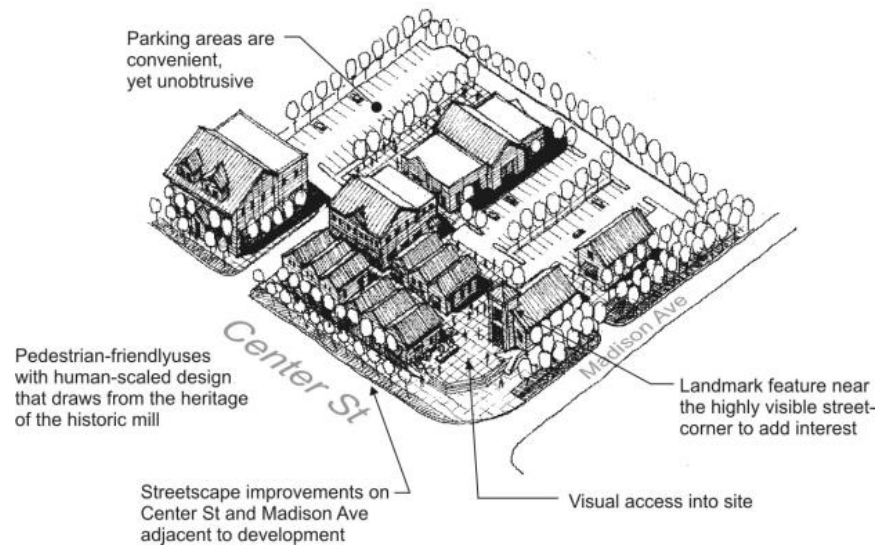 Parking areas are
convenient,
yet unobtrusive
Center St
Madison Ave
Pedestrian-friendlyuses
with human-scaled design
that draws from the heritage
of the historic mill
Landmark feature near
the highly visible street-
corner to add interest
Streetscape improvements on
Center St and Madison Ave
adjacent to development
Visual access into site